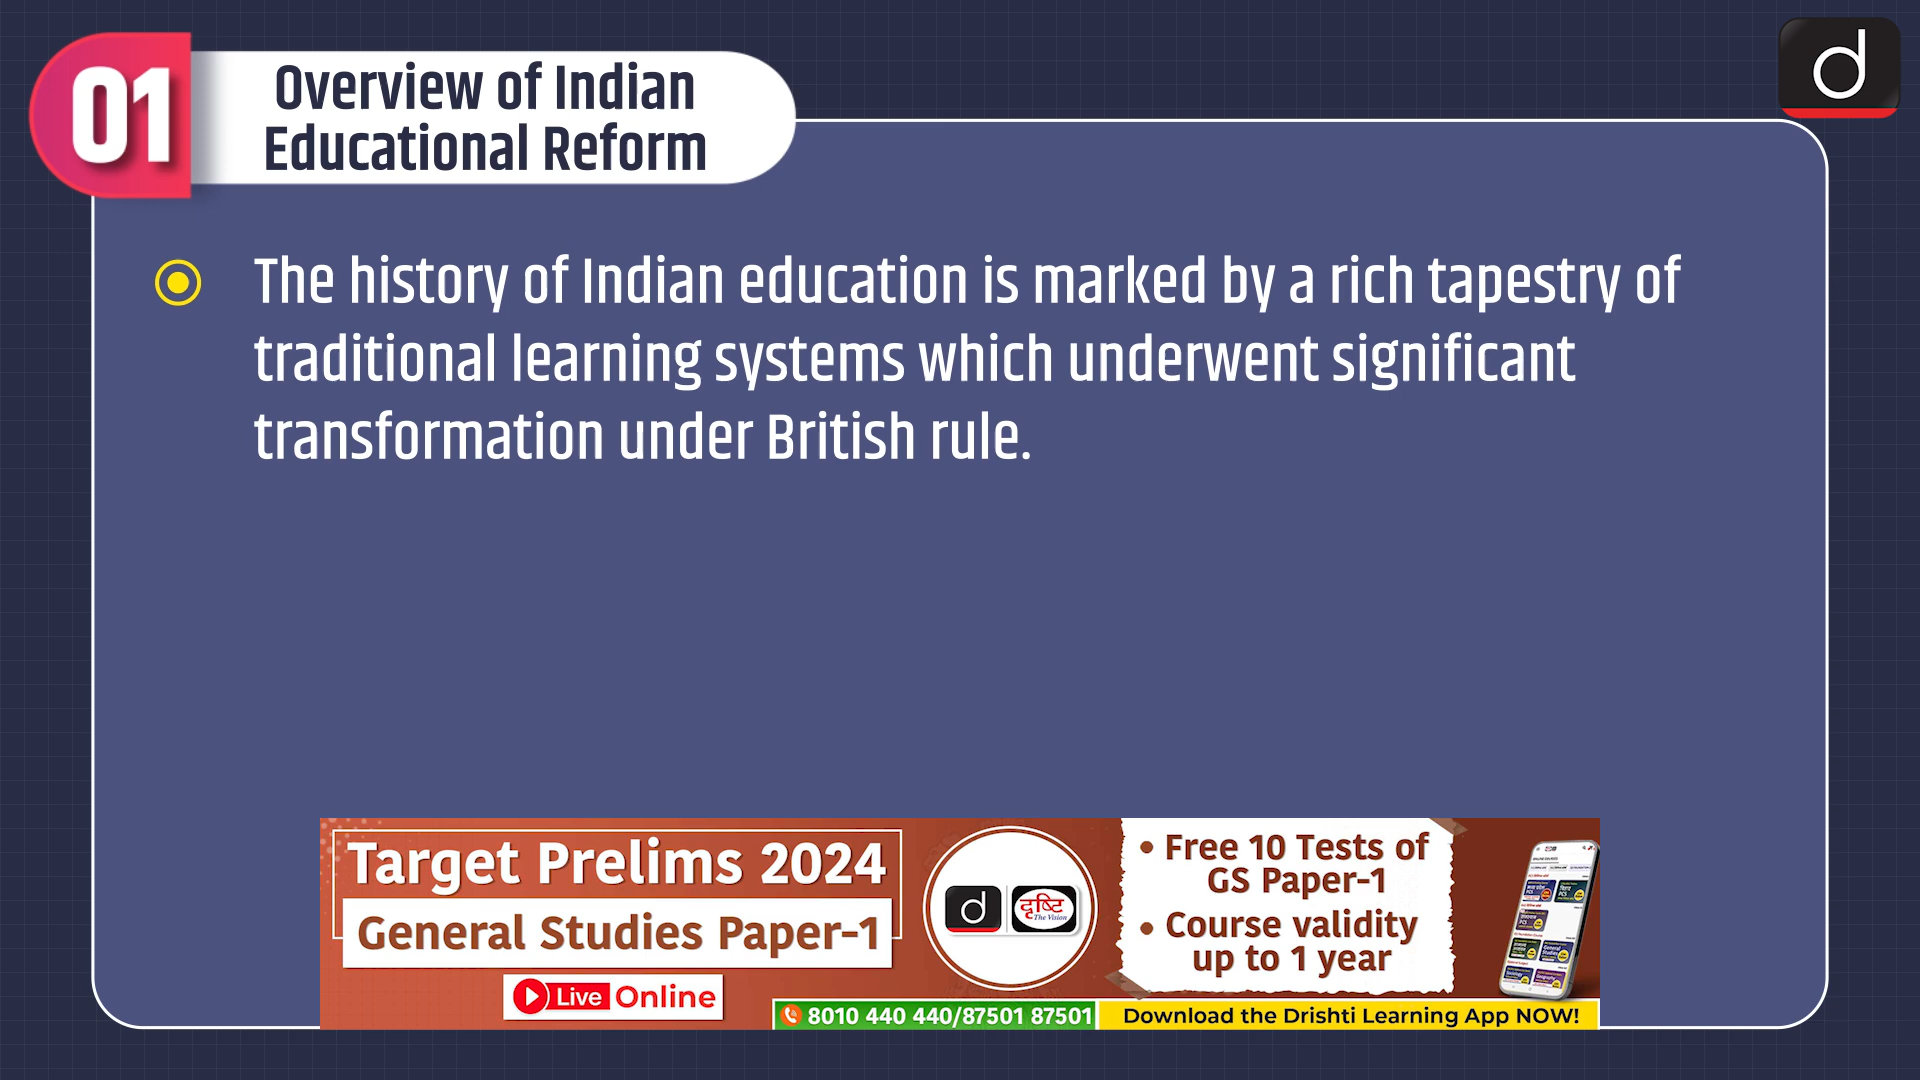 01
Overview of Indian
Educational Reform
d
The history of Indian education is marked by a rich tapestry of
traditional learning systems which underwent significant
transformation under British rule.
Target Prelims 2024
General Studies Paper-1
Live Online
d
दृष्टि
The Vision
• Free 10 Tests of
GS Paper-1
• Course validity
up to 1 year
8010 440 440/87501 87501
Download the Drishti Learning App NOW!